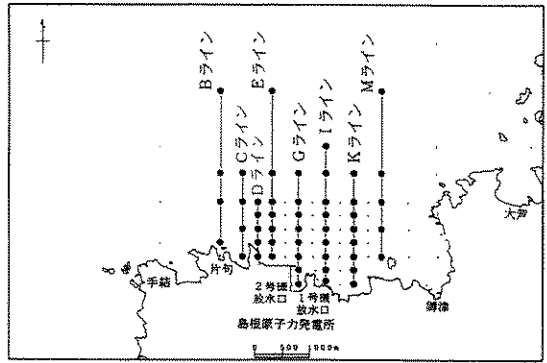 Bライン
Cライン
Dライン
Eライン
Gライン
Iライン
Kライン
Mライン
大芦
手結
片句
2号機
放水口
1号機
放水口
御津
島根原子力発電所
0 500 1000m